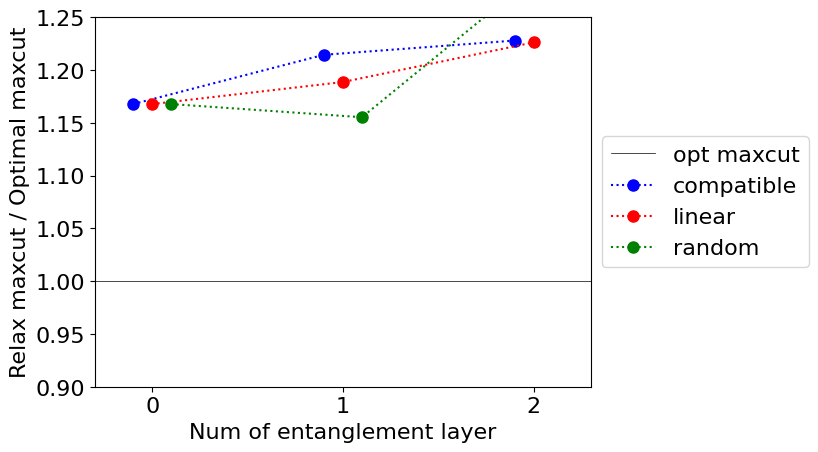 Relax maxcut / Optimal maxcut
1.25
1.20
1.15
1.10
1.05
1.00
0.95
0.90
0
1
2
Num of entanglement layer
opt maxcut
compatible
linear
random